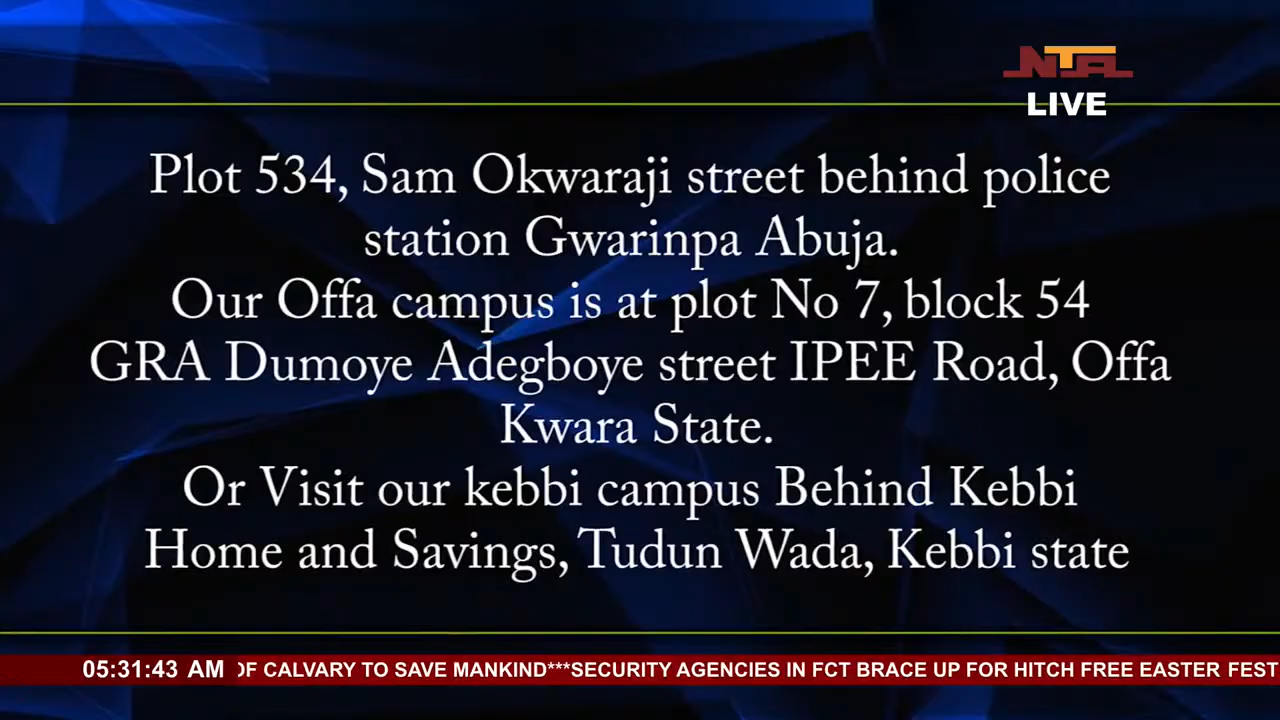 NTA
LIVE
Plot 534, Sam Okwaraji street behind police
station Gwarinpa Abuja.
Our Offa campus is at plot No 7, block 54
GRA Dumoye Adegboye street IPEE Road, Offa
Kwara State.
Or Visit our kebbi campus Behind Kebbi
Home and Savings, Tudun Wada, Kebbi state
05:31:43 AM OF CALVARY TO SAVE MANKIND***SECURITY AGENCIES IN FCT BRACE UP FOR HITCH FREE EASTER FEST